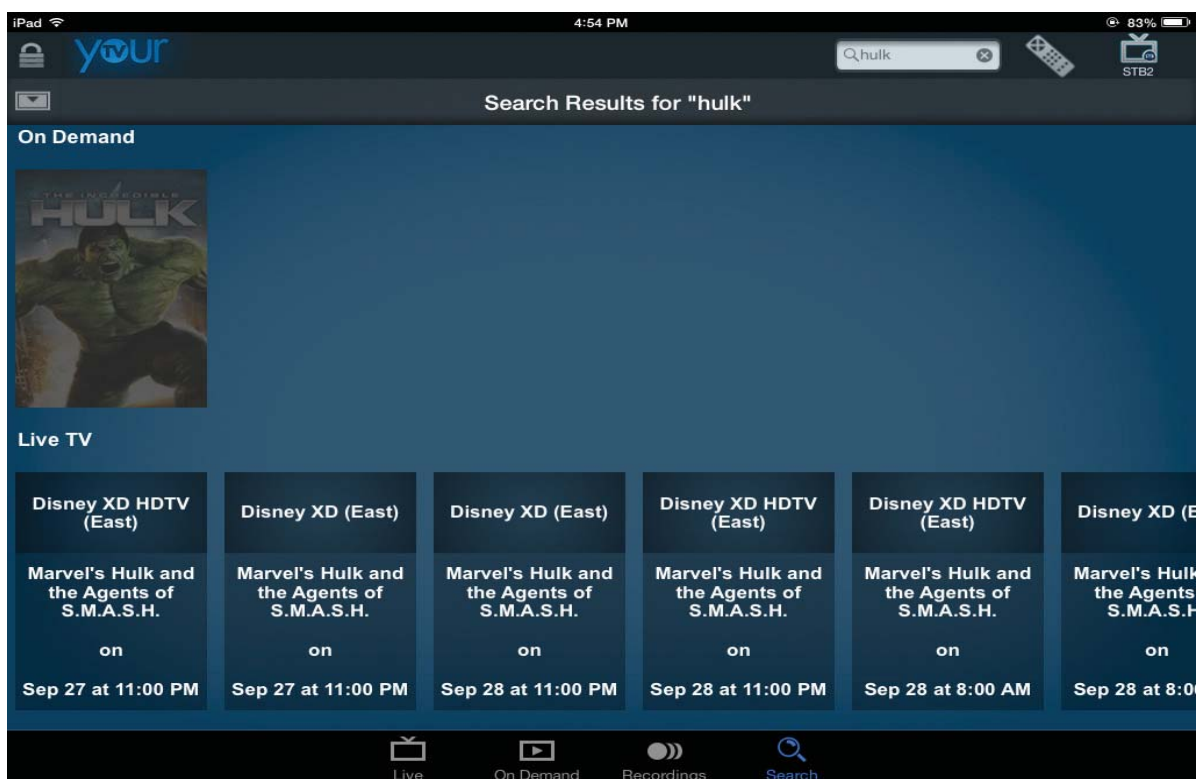 iPad 4:54 PM 83%
your TV
hulk
STB2
Search Results for "hulk"
On Demand
THE INCREDIBLE
HULK
Live TV
Disney XD HDTV
(East)
Marvel's Hulk and
the Agents of
S.M.A.S.H.
on
Sep 27 at 11:00 PM
Disney XD (East)
Marvel's Hulk and
the Agents of
S.M.A.S.H.
on
Sep 27 at 11:00 PM
Disney XD (East)
Marvel's Hulk and
the Agents of
S.M.A.S.H.
on
Sep 28 at 11:00 PM
Disney XD HDTV
(East)
Marvel's Hulk and
the Agents of
S.M.A.S.H.
on
Sep 28 at 11:00 PM
Disney XD HDTV
(East)
Marvel's Hulk and
the Agents of
S.M.A.S.H.
on
Sep 28 at 8:00 AM
Disney XD (E
Marvel's Hulk
the Agents
S.M.A.S.H
on
Sep 28 at 8:0
Live On Demand Recordings Search